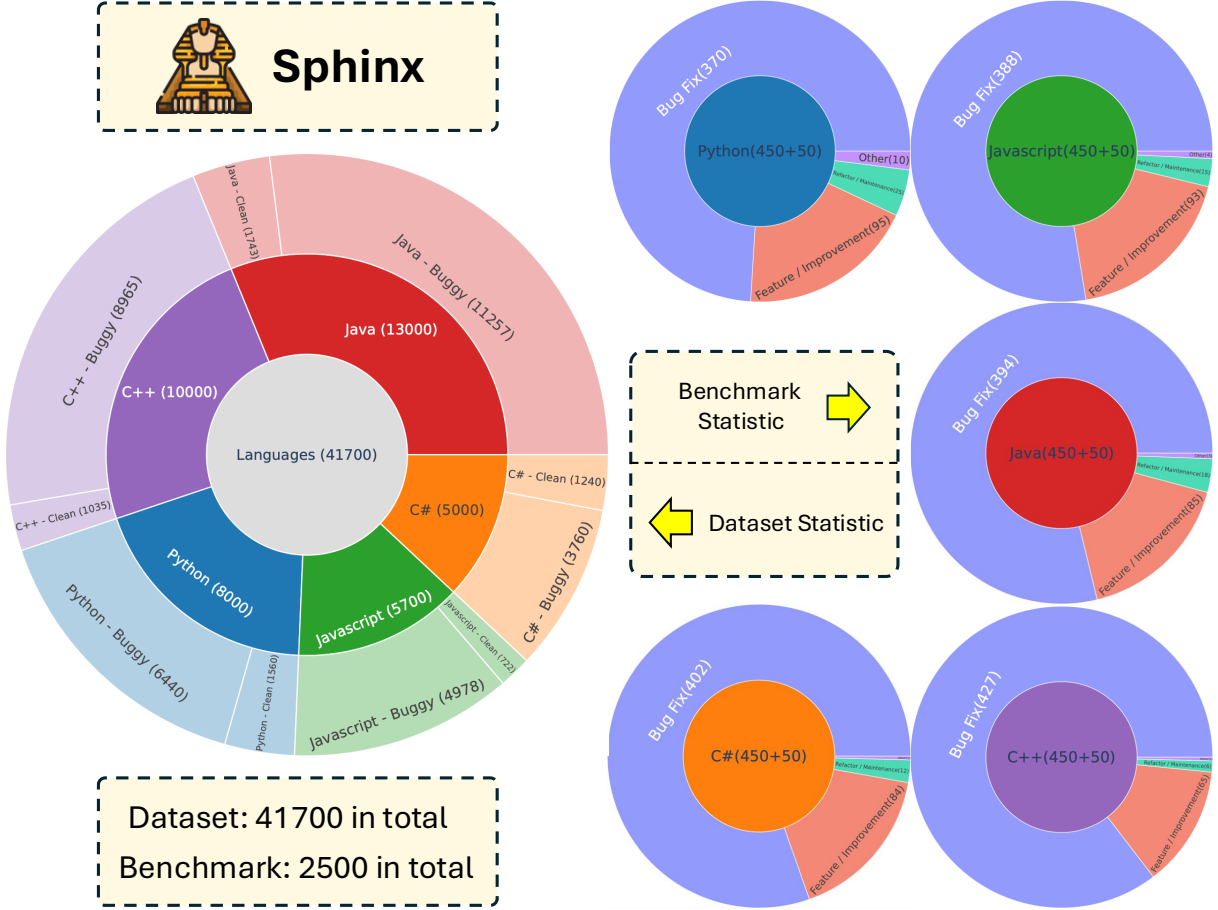 Sphinx
Java - Clean (1743)
Java - Buggy (11257)
C++ - Buggy (8965)
Java (13000)
C++ (10000)
Languages (41700)
C# - Clean (1240)
C# (5000)
C++ - Clean (1035)
C# - Buggy (3760)
Python (8000)
Javascript (5700)
Javascript - Clean (722)
Python - Buggy (6440)
Python - Clean (1560)
Javascript - Buggy (4978)
Dataset: 41700 in total
Benchmark: 2500 in total
Bug Fix(370)
Python(450+50)
Other(10)
Refactor / Maintenance(25)
Feature / Improvement(95)
Bug Fix(388)
Javascript(450+50)
Other(4)
Refactor / Maintenance(15)
Feature / Improvement(93)
Benchmark
Statistic
Dataset Statistic
Bug Fix(394)
Java(450+50)
Refactor / Maintenance(18)
Feature / Improvement(85)
Bug Fix(402)
C#(450+50)
Refactor / Maintenance(12)
Feature / Improvement(84)
Bug Fix(427)
C++(450+50)
Refactor / Maintenance(6)
Feature / Improvement(65)